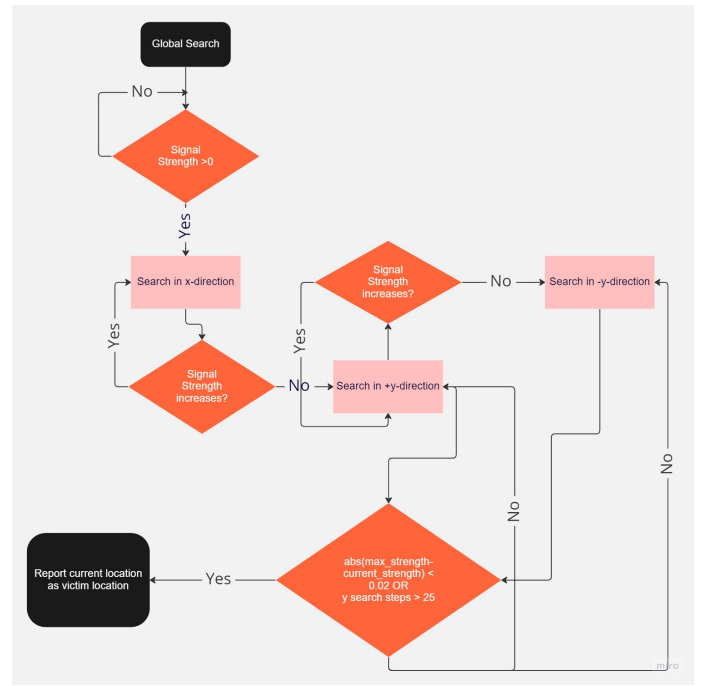 Global Search
No
Signal
Strength >0
Yes
Search in x-direction
Signal
Strength
increases?
No
Search in -y-direction
Yes
Yes
Signal
Strength
increases?
No
Search in +y-direction
No
No
abs(max_strength-
current_strength) <
0.02 OR
y search steps > 25
Yes
Report current location
as victim location
miro